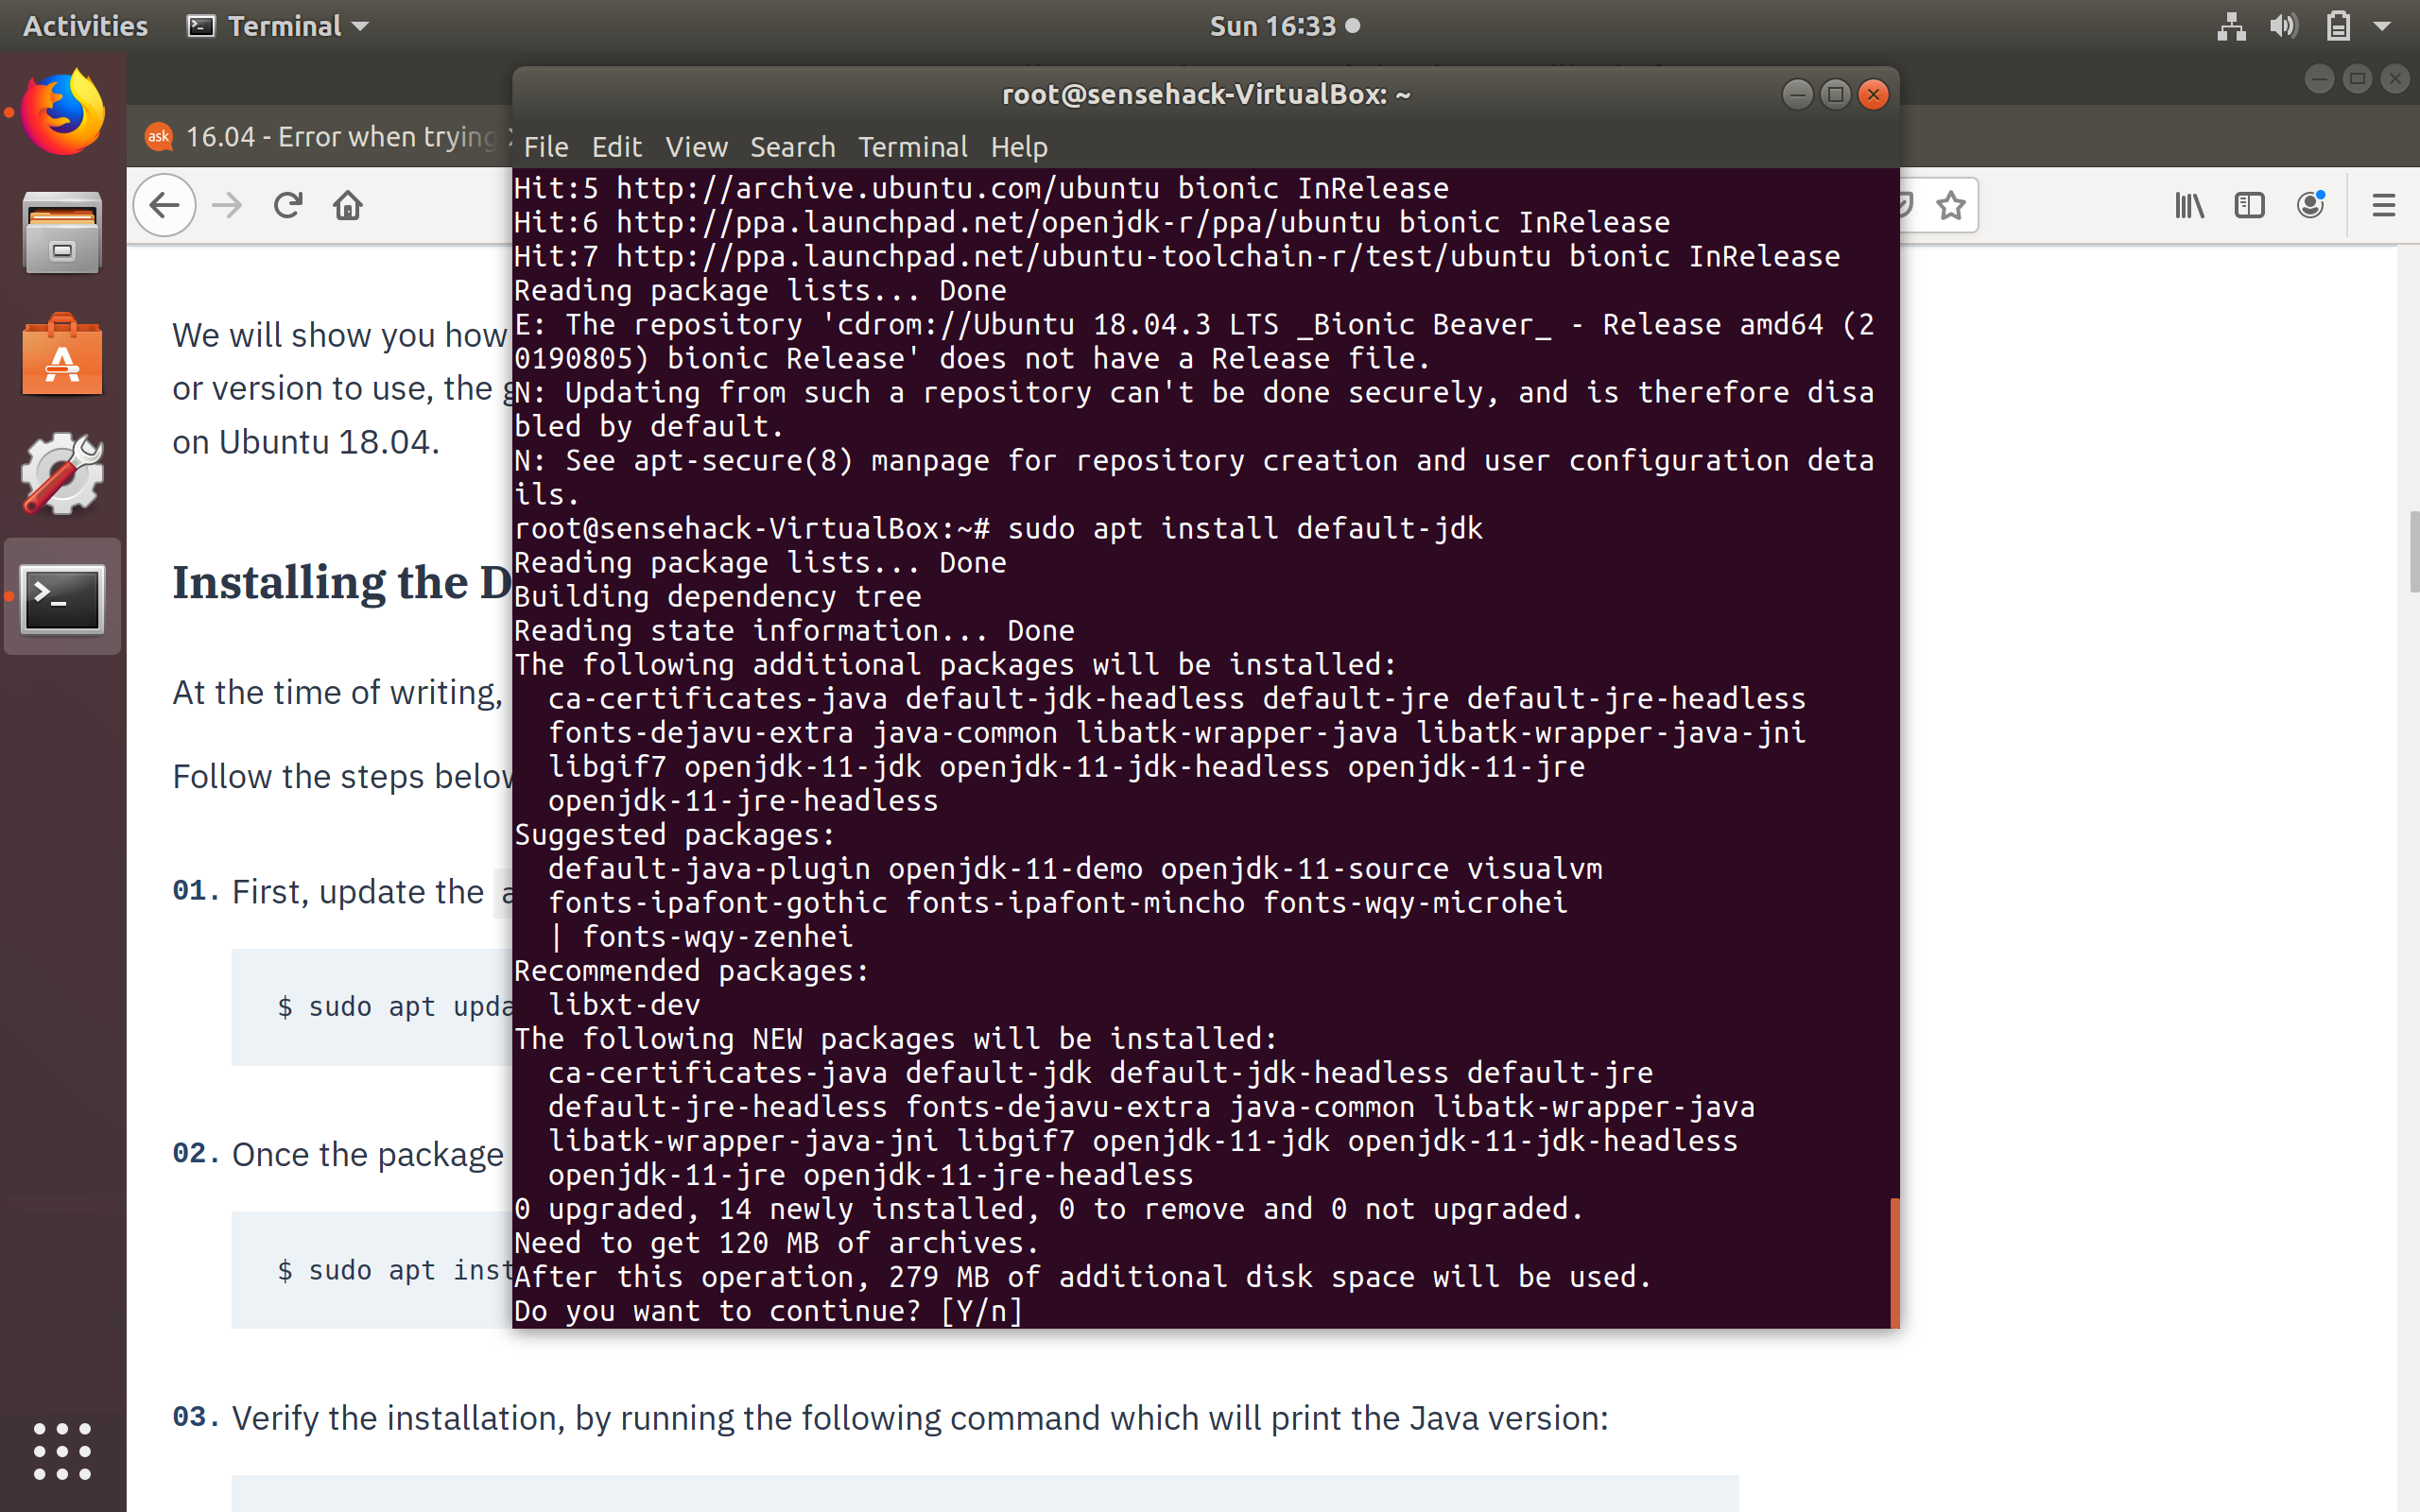 Activities Terminal Sun 16:33
root@sensehack-VirtualBox: ~
ask 16.04 - Error when trying
File Edit View Search Terminal Help
Hit:5 http://archive.ubuntu.com/ubuntu bionic InRelease
Hit:6 http://ppa.launchpad.net/openjdk-r/ppa/ubuntu bionic InRelease
Hit:7 http://ppa.launchpad.net/ubuntu-toolchain-r/test/ubuntu bionic InRelease
Reading package lists... Done
E: The repository 'cdrom://Ubuntu 18.04.3 LTS _Bionic Beaver_ - Release amd64 (2
0190805) bionic Release' does not have a Release file.
N: Updating from such a repository can't be done securely, and is therefore disa
bled by default.
N: See apt-secure(8) manpage for repository creation and user configuration deta
ils.
root@sensehack-VirtualBox:~# sudo apt install default-jdk
Reading package lists... Done
Building dependency tree
Reading state information... Done
The following additional packages will be installed:
  ca-certificates-java default-jdk-headless default-jre default-jre-headless
  fonts-dejavu-extra java-common libatk-wrapper-java libatk-wrapper-java-jni
  libgif7 openjdk-11-jdk openjdk-11-jdk-headless openjdk-11-jre
  openjdk-11-jre-headless
Suggested packages:
  default-java-plugin openjdk-11-demo openjdk-11-source visualvm
  fonts-ipafont-gothic fonts-ipafont-mincho fonts-wqy-microhei
  | fonts-wqy-zenhei
Recommended packages:
  libxt-dev
The following NEW packages will be installed:
  ca-certificates-java default-jdk default-jdk-headless default-jre
  default-jre-headless fonts-dejavu-extra java-common libatk-wrapper-java
  libatk-wrapper-java-jni libgif7 openjdk-11-jdk openjdk-11-jdk-headless
  openjdk-11-jre openjdk-11-jre-headless
0 upgraded, 14 newly installed, 0 to remove and 0 not upgraded.
Need to get 120 MB of archives.
After this operation, 279 MB of additional disk space will be used.
Do you want to continue? [Y/n]
We will show you how
or version to use, the
on Ubuntu 18.04.
Installing the D
At the time of writing,
Follow the steps below
01. First, update the a
$ sudo apt upda
02. Once the package
$ sudo apt inst
03. Verify the installation, by running the following command which will print the Java version: